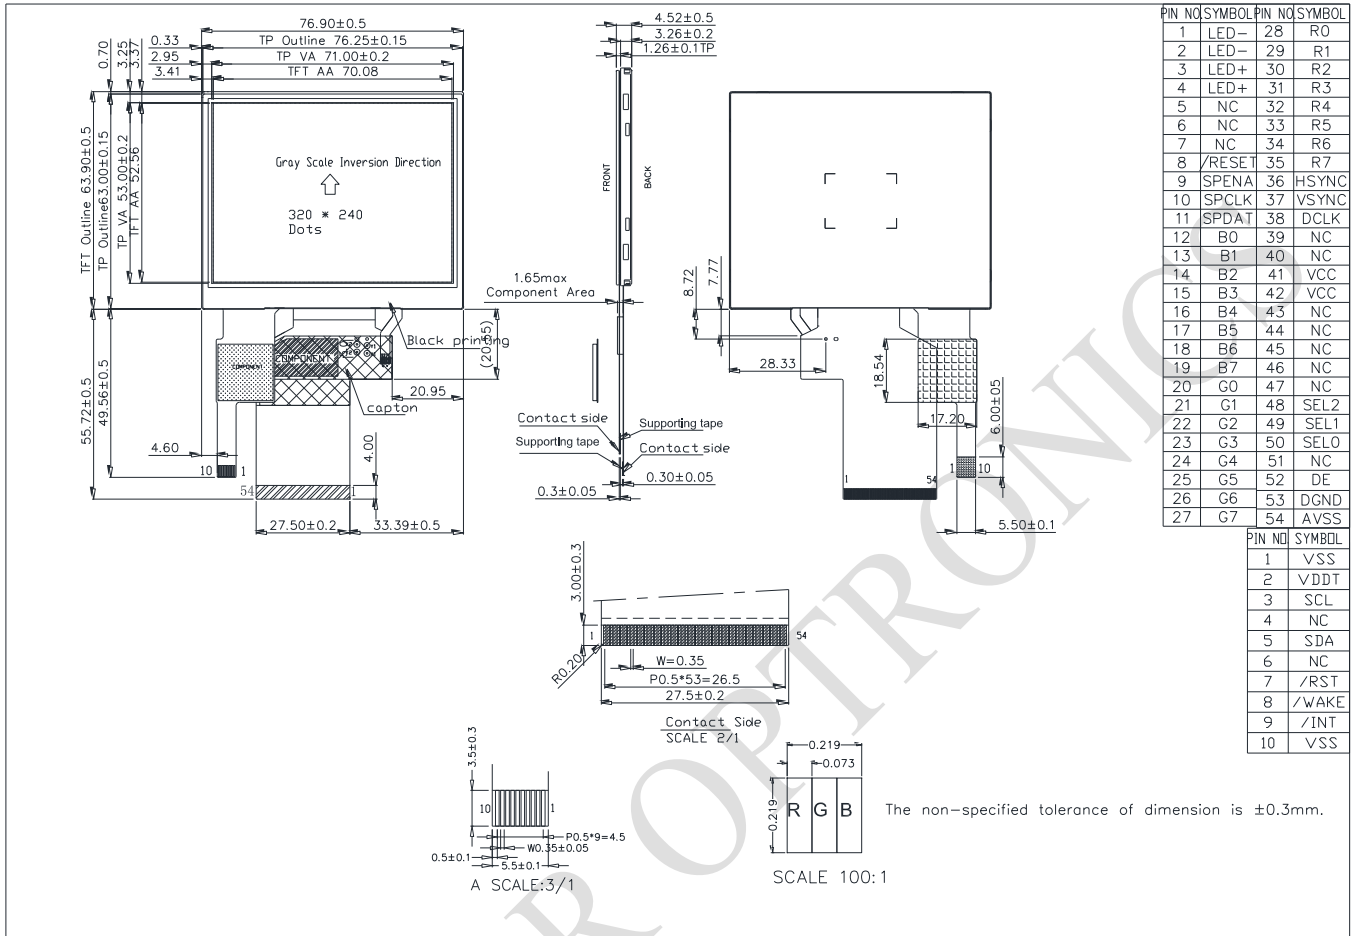 76.90±0.5
TP Outline 76.25±0.15
TP VA 71.00±0.2
TFT AA 70.08
0.33
2.95
3.41
0.70
3.25
3.37
TFT Outline 63.90±0.5
TP Outline63.00±0.15
TP VA 53.00±0.2
TFT AA 52.56
Gray Scale Inversion Direction
320 * 240
Dots
Black printing
(20.65)
COMPONENT
COMPONENT
capton
20.95
55.72±0.5
49.56±0.5
4.60
10 1
4.00
54 1
27.50±0.2
33.39±0.5
4.52±0.5
3.26±0.2
1.26±0.1TP
FRONT
BACK
1.65max
Component Area
Contact side
Supporting tape
Supporting tape
Contact side
0.30±0.05
0.3±0.05
8.72
7.77
28.33
18.54
17.20
6.00±05
1 10
1 54
5.50±0.1
3.00±0.3
1 54
R0.20
W=0.35
P0.5*53=26.5
27.5±0.2
Contact Side
SCALE 2/1
3.5±0.3
10 1
P0.5*9=4.5
W0.35±0.05
0.5±0.1
5.5±0.1
A SCALE:3/1
0.219
0.073
0.219
R G B
SCALE 100:1
The non-specified tolerance of dimension is ±0.3mm.
PIN NO. SYMBOL PIN NO. SYMBOL
1 LED- 28 R0
2 LED- 29 R1
3 LED+ 30 R2
4 LED+ 31 R3
5 NC 32 R4
6 NC 33 R5
7 NC 34 R6
8 /RESET 35 R7
9 SPENA 36 HSYNC
10 SPCLK 37 VSYNC
11 SPDAT 38 DCLK
12 B0 39 NC
13 B1 40 NC
14 B2 41 VCC
15 B3 42 VCC
16 B4 43 NC
17 B5 44 NC
18 B6 45 NC
19 B7 46 NC
20 G0 47 NC
21 G1 48 SEL2
22 G2 49 SEL1
23 G3 50 SEL0
24 G4 51 NC
25 G5 52 DE
26 G6 53 DGND
27 G7 54 AVSS
PIN NO SYMBOL
1 VSS
2 VDDT
3 SCL
4 NC
5 SDA
6 NC
7 /RST
8 /WAKE
9 /INT
10 VSS
R OPTRONICS